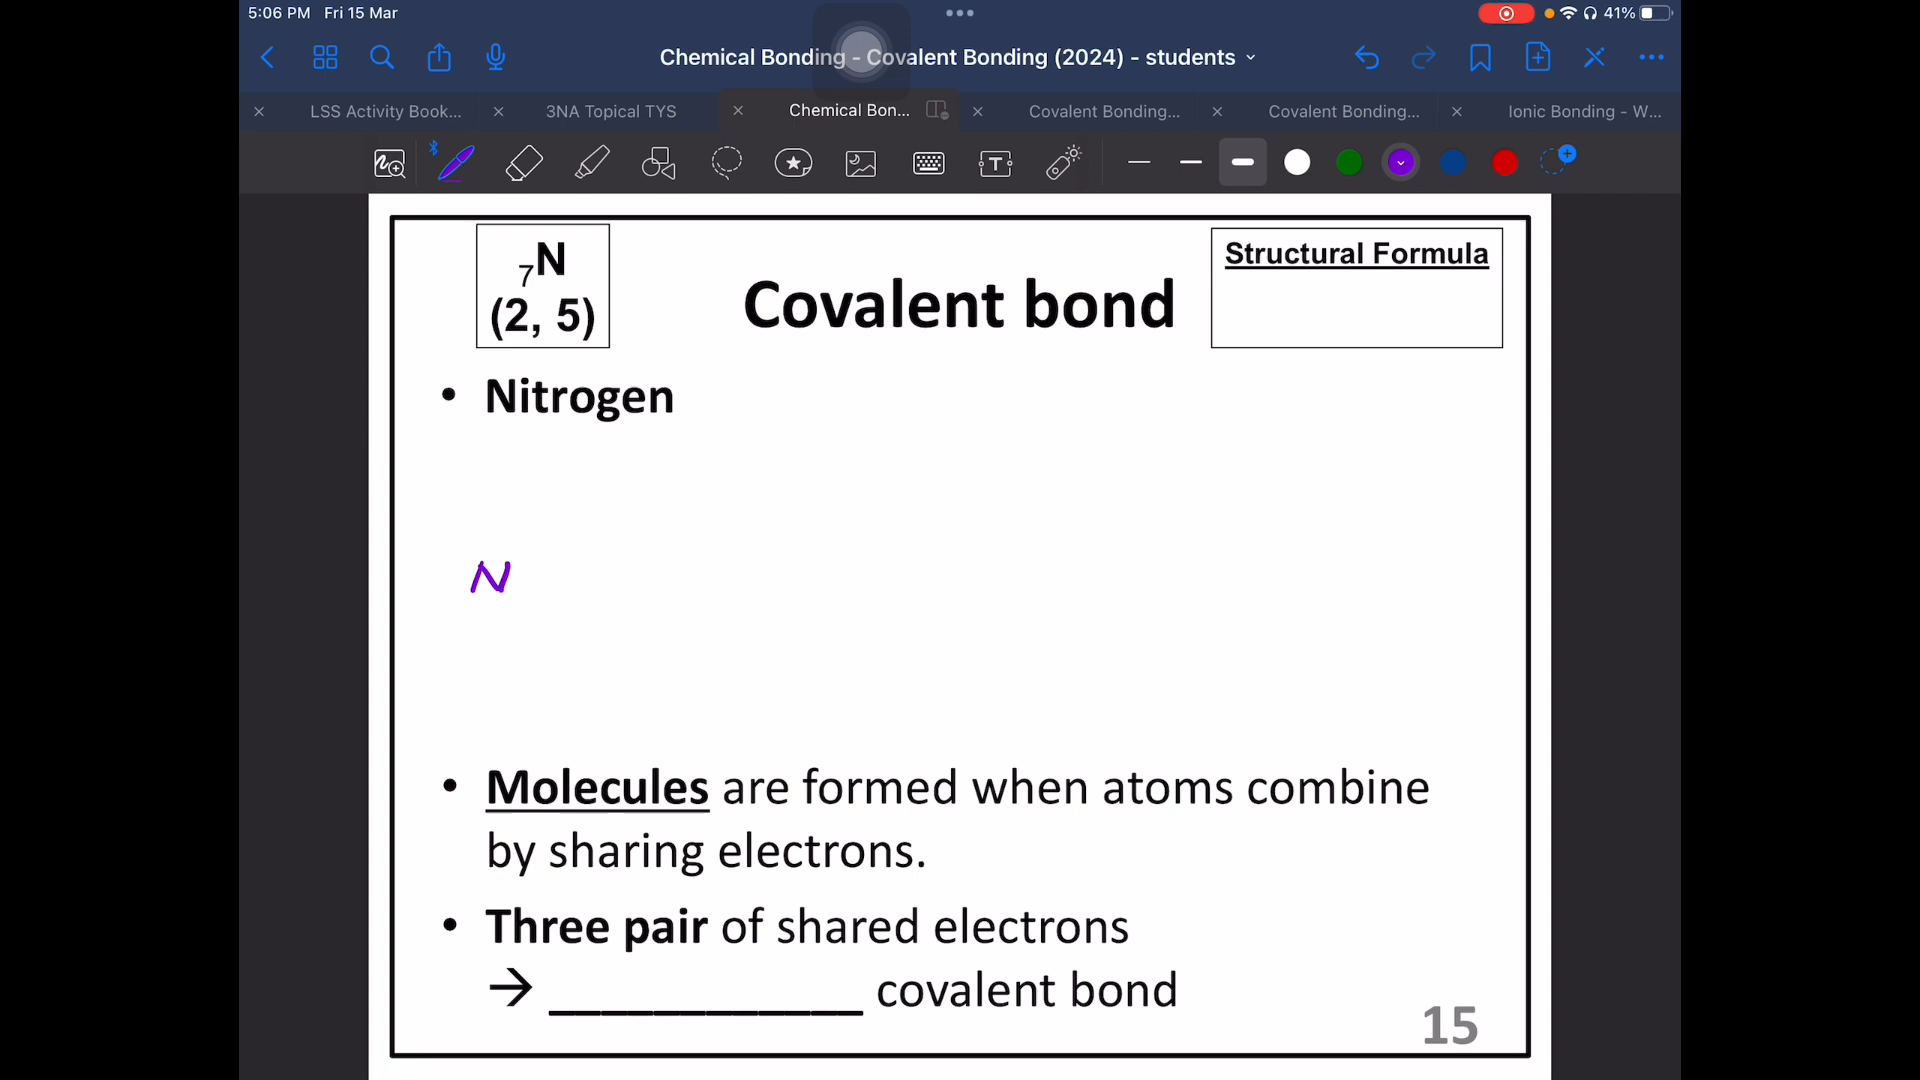 5:06 PM Fri 15 Mar
41%
Chemical Bonding - Covalent Bonding (2024) - students
LSS Activity Book...
3NA Topical TYS
Chemical Bon...
Covalent Bonding...
Covalent Bonding...
Ionic Bonding - W...
₇N
(2, 5)
Covalent bond
Structural Formula
• Nitrogen
N
• Molecules are formed when atoms combine
by sharing electrons.
• Three pair of shared electrons
→ ____________ covalent bond
15